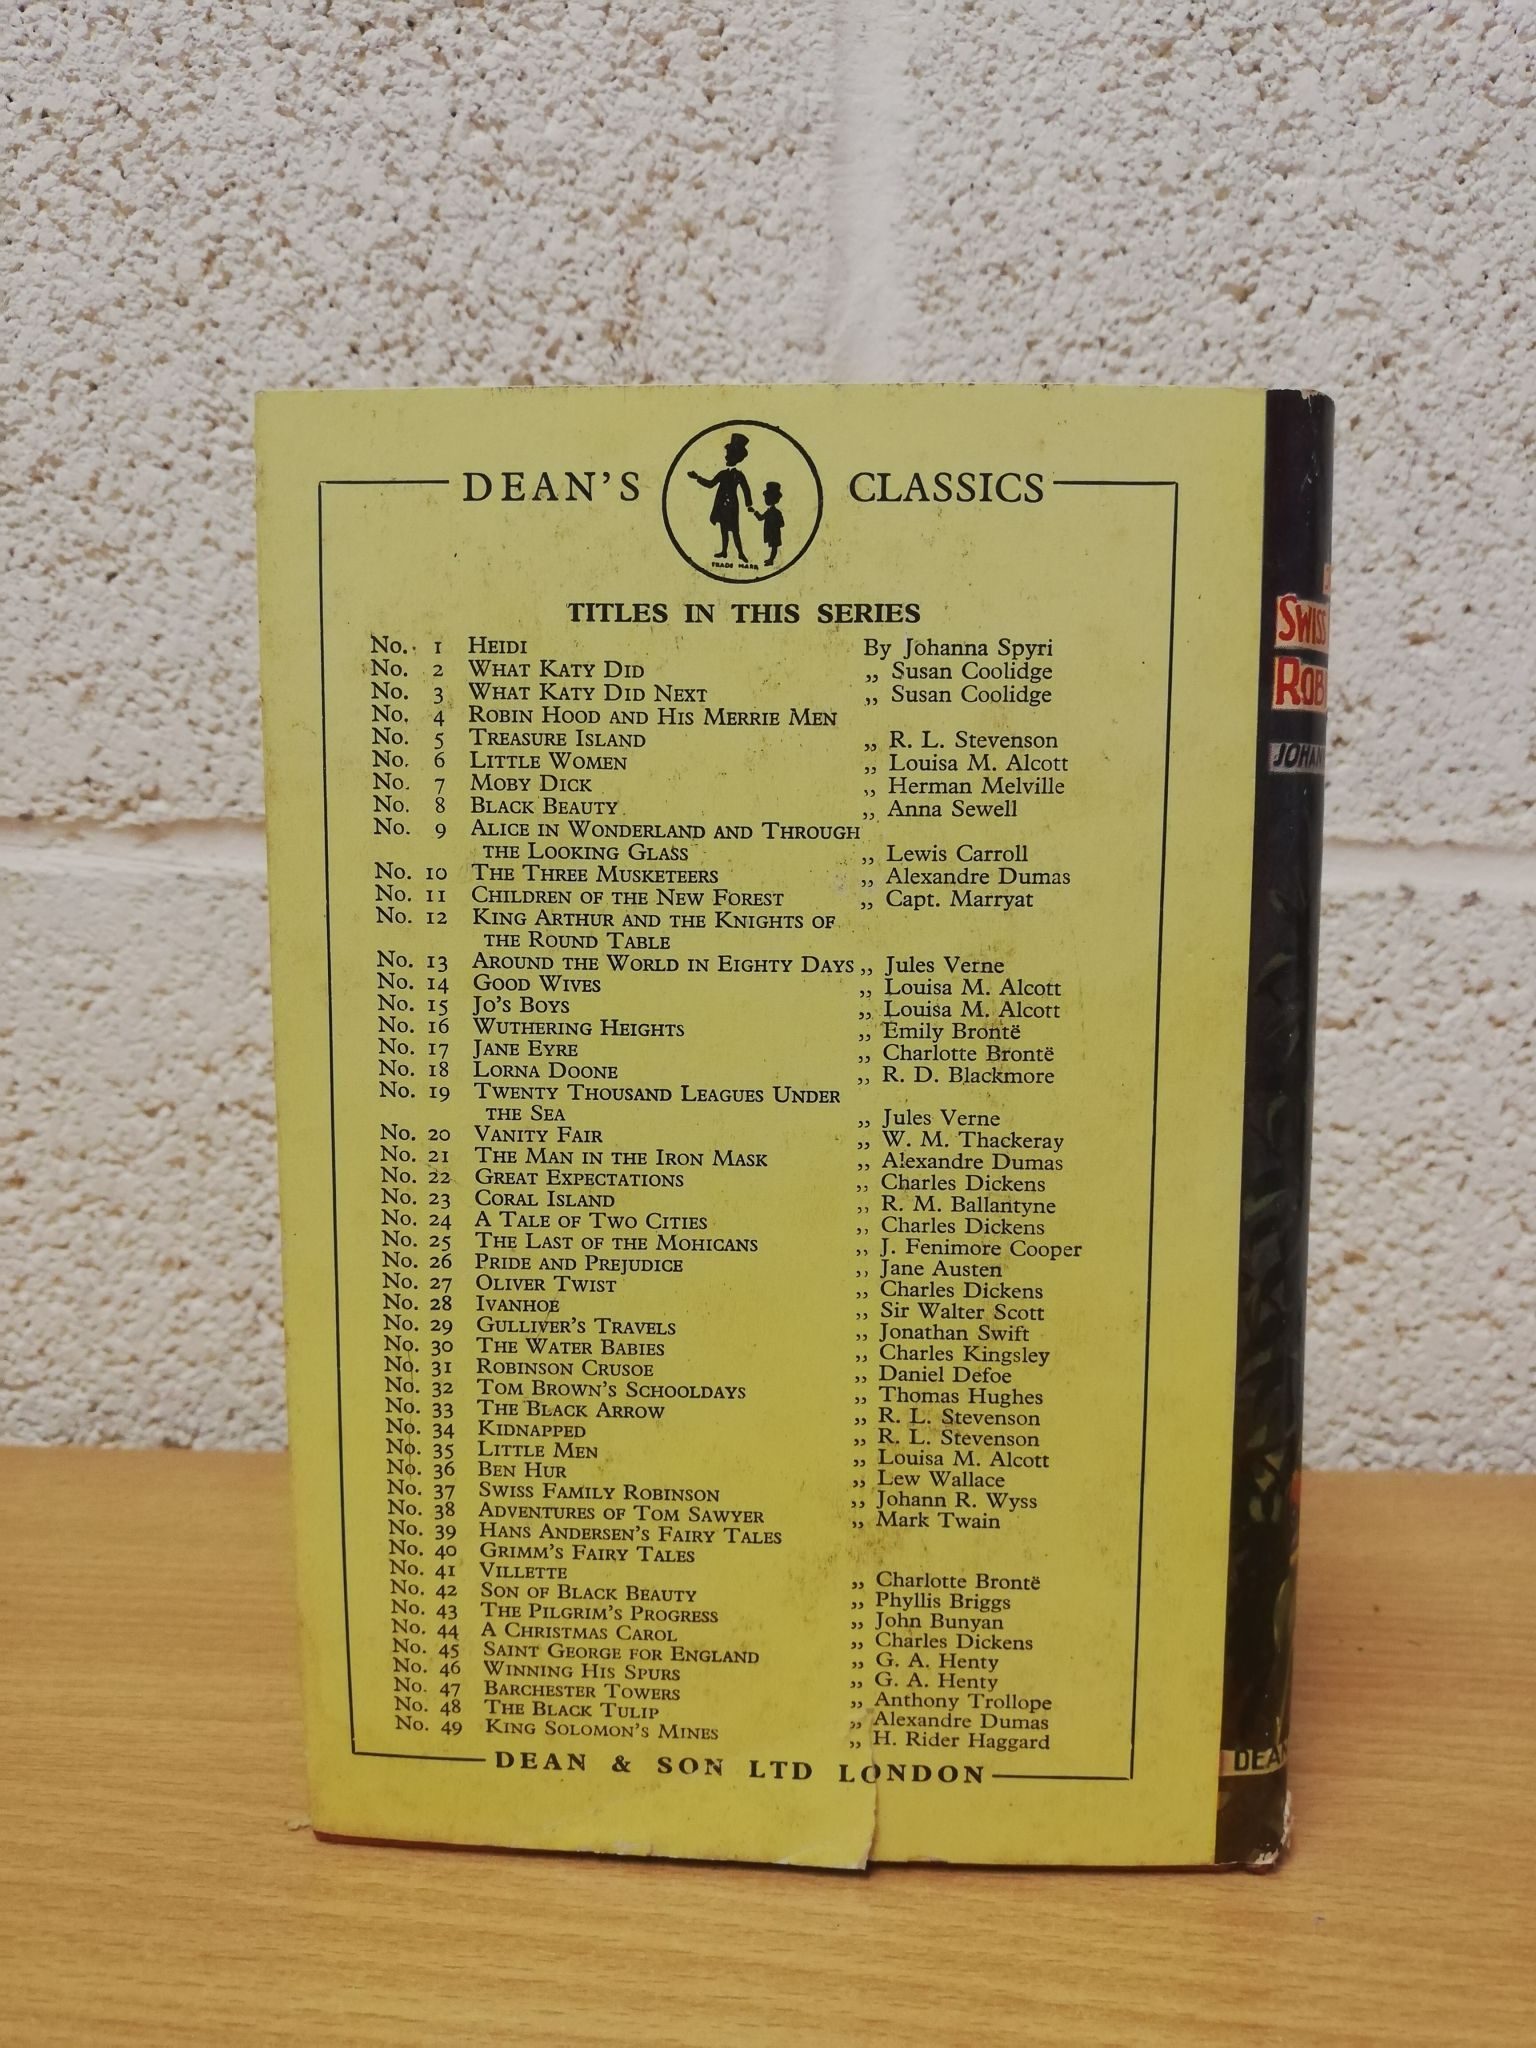 DEAN'S CLASSICS
TRADE MARK
TITLES IN THIS SERIES
No. 1 HEIDI By Johanna Spyri
No. 2 WHAT KATY DID „ Susan Coolidge
No. 3 WHAT KATY DID NEXT „ Susan Coolidge
No. 4 ROBIN HOOD AND HIS MERRIE MEN
No. 5 TREASURE ISLAND „ R. L. Stevenson
No. 6 LITTLE WOMEN „ Louisa M. Alcott
No. 7 MOBY DICK „ Herman Melville
No. 8 BLACK BEAUTY „ Anna Sewell
No. 9 ALICE IN WONDERLAND AND THROUGH
THE LOOKING GLASS „ Lewis Carroll
No. 10 THE THREE MUSKETEERS „ Alexandre Dumas
No. 11 CHILDREN OF THE NEW FOREST „ Capt. Marryat
No. 12 KING ARTHUR AND THE KNIGHTS OF
THE ROUND TABLE
No. 13 AROUND THE WORLD IN EIGHTY DAYS „ Jules Verne
No. 14 GOOD WIVES „ Louisa M. Alcott
No. 15 JO'S BOYS „ Louisa M. Alcott
No. 16 WUTHERING HEIGHTS „ Emily Brontë
No. 17 JANE EYRE „ Charlotte Brontë
No. 18 LORNA DOONE „ R. D. Blackmore
No. 19 TWENTY THOUSAND LEAGUES UNDER
THE SEA „ Jules Verne
No. 20 VANITY FAIR „ W. M. Thackeray
No. 21 THE MAN IN THE IRON MASK „ Alexandre Dumas
No. 22 GREAT EXPECTATIONS „ Charles Dickens
No. 23 CORAL ISLAND „ R. M. Ballantyne
No. 24 A TALE OF TWO CITIES „ Charles Dickens
No. 25 THE LAST OF THE MOHICANS „ J. Fenimore Cooper
No. 26 PRIDE AND PREJUDICE „ Jane Austen
No. 27 OLIVER TWIST „ Charles Dickens
No. 28 IVANHOE „ Sir Walter Scott
No. 29 GULLIVER'S TRAVELS „ Jonathan Swift
No. 30 THE WATER BABIES „ Charles Kingsley
No. 31 ROBINSON CRUSOE „ Daniel Defoe
No. 32 TOM BROWN'S SCHOOLDAYS „ Thomas Hughes
No. 33 THE BLACK ARROW „ R. L. Stevenson
No. 34 KIDNAPPED „ R. L. Stevenson
No. 35 LITTLE MEN „ Louisa M. Alcott
No. 36 BEN HUR „ Lew Wallace
No. 37 SWISS FAMILY ROBINSON „ Johann R. Wyss
No. 38 ADVENTURES OF TOM SAWYER „ Mark Twain
No. 39 HANS ANDERSEN'S FAIRY TALES
No. 40 GRIMM'S FAIRY TALES
No. 41 VILLETTE „ Charlotte Brontë
No. 42 SON OF BLACK BEAUTY „ Phyllis Briggs
No. 43 THE PILGRIM'S PROGRESS „ John Bunyan
No. 44 A CHRISTMAS CAROL „ Charles Dickens
No. 45 SAINT GEORGE FOR ENGLAND „ G. A. Henty
No. 46 WINNING HIS SPURS „ G. A. Henty
No. 47 BARCHESTER TOWERS „ Anthony Trollope
No. 48 THE BLACK TULIP „ Alexandre Dumas
No. 49 KING SOLOMON'S MINES „ H. Rider Haggard
DEAN & SON LTD LONDON
SWISS
ROB
JOHAN
DEAN